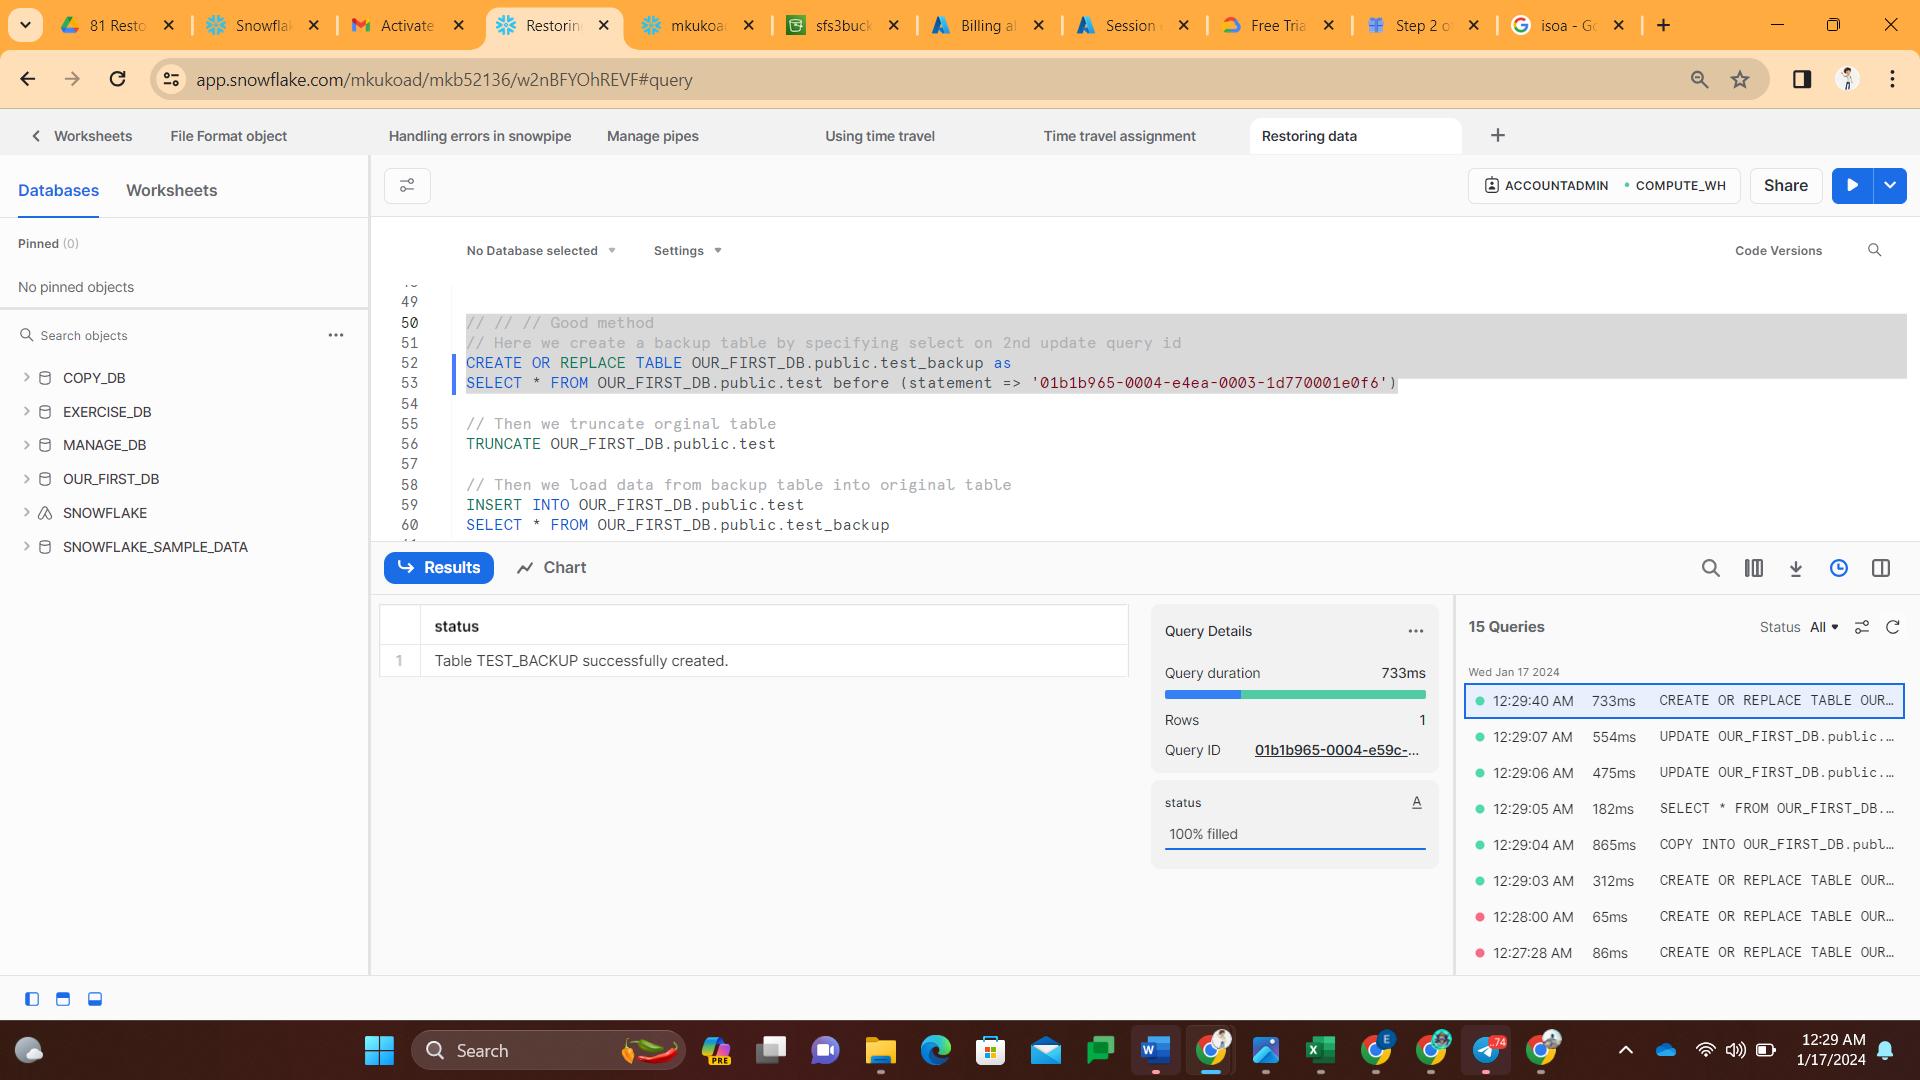 81 Resto
Snowflak
Activate
Restorin
mkukoad
sfs3buck
Billing al
Session
Free Tria
Step 2 o
isoa - Go
app.snowflake.com/mkukoad/mkb52136/w2nBFYOhREVF#query
Worksheets
File Format object
Handling errors in snowpipe
Manage pipes
Using time travel
Time travel assignment
Restoring data
Databases
Worksheets
ACCOUNTADMIN
COMPUTE_WH
Share
Pinned (0)
No pinned objects
Search objects
COPY_DB
EXERCISE_DB
MANAGE_DB
OUR_FIRST_DB
SNOWFLAKE
SNOWFLAKE_SAMPLE_DATA
No Database selected
Settings
Code Versions
49
50 // // // Good method
51 // Here we create a backup table by specifying select on 2nd update query id
52 CREATE OR REPLACE TABLE OUR_FIRST_DB.public.test_backup as
53 SELECT * FROM OUR_FIRST_DB.public.test before (statement => '01b1b965-0004-e4ea-0003-1d770001e0f6')
54
55 // Then we truncate orginal table
56 TRUNCATE OUR_FIRST_DB.public.test
57
58 // Then we load data from backup table into original table
59 INSERT INTO OUR_FIRST_DB.public.test
60 SELECT * FROM OUR_FIRST_DB.public.test_backup
Results
Chart
status
1 Table TEST_BACKUP successfully created.
Query Details
Query duration 733ms
Rows 1
Query ID 01b1b965-0004-e59c-...
status A
100% filled
15 Queries
Status All
Wed Jan 17 2024
12:29:40 AM 733ms CREATE OR REPLACE TABLE OUR…
12:29:07 AM 554ms UPDATE OUR_FIRST_DB.public.…
12:29:06 AM 475ms UPDATE OUR_FIRST_DB.public.…
12:29:05 AM 182ms SELECT * FROM OUR_FIRST_DB.…
12:29:04 AM 865ms COPY INTO OUR_FIRST_DB.publ…
12:29:03 AM 312ms CREATE OR REPLACE TABLE OUR…
12:28:00 AM 65ms CREATE OR REPLACE TABLE OUR…
12:27:28 AM 86ms CREATE OR REPLACE TABLE OUR…
Search
PRE
E
74
12:29 AM
1/17/2024